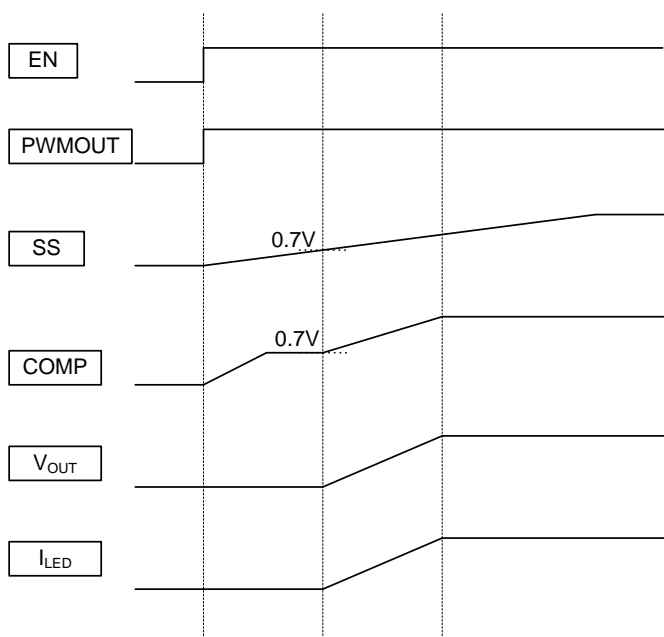 EN
PWMOUT
0.7V
SS
0.7V
COMP
VOUT
ILED